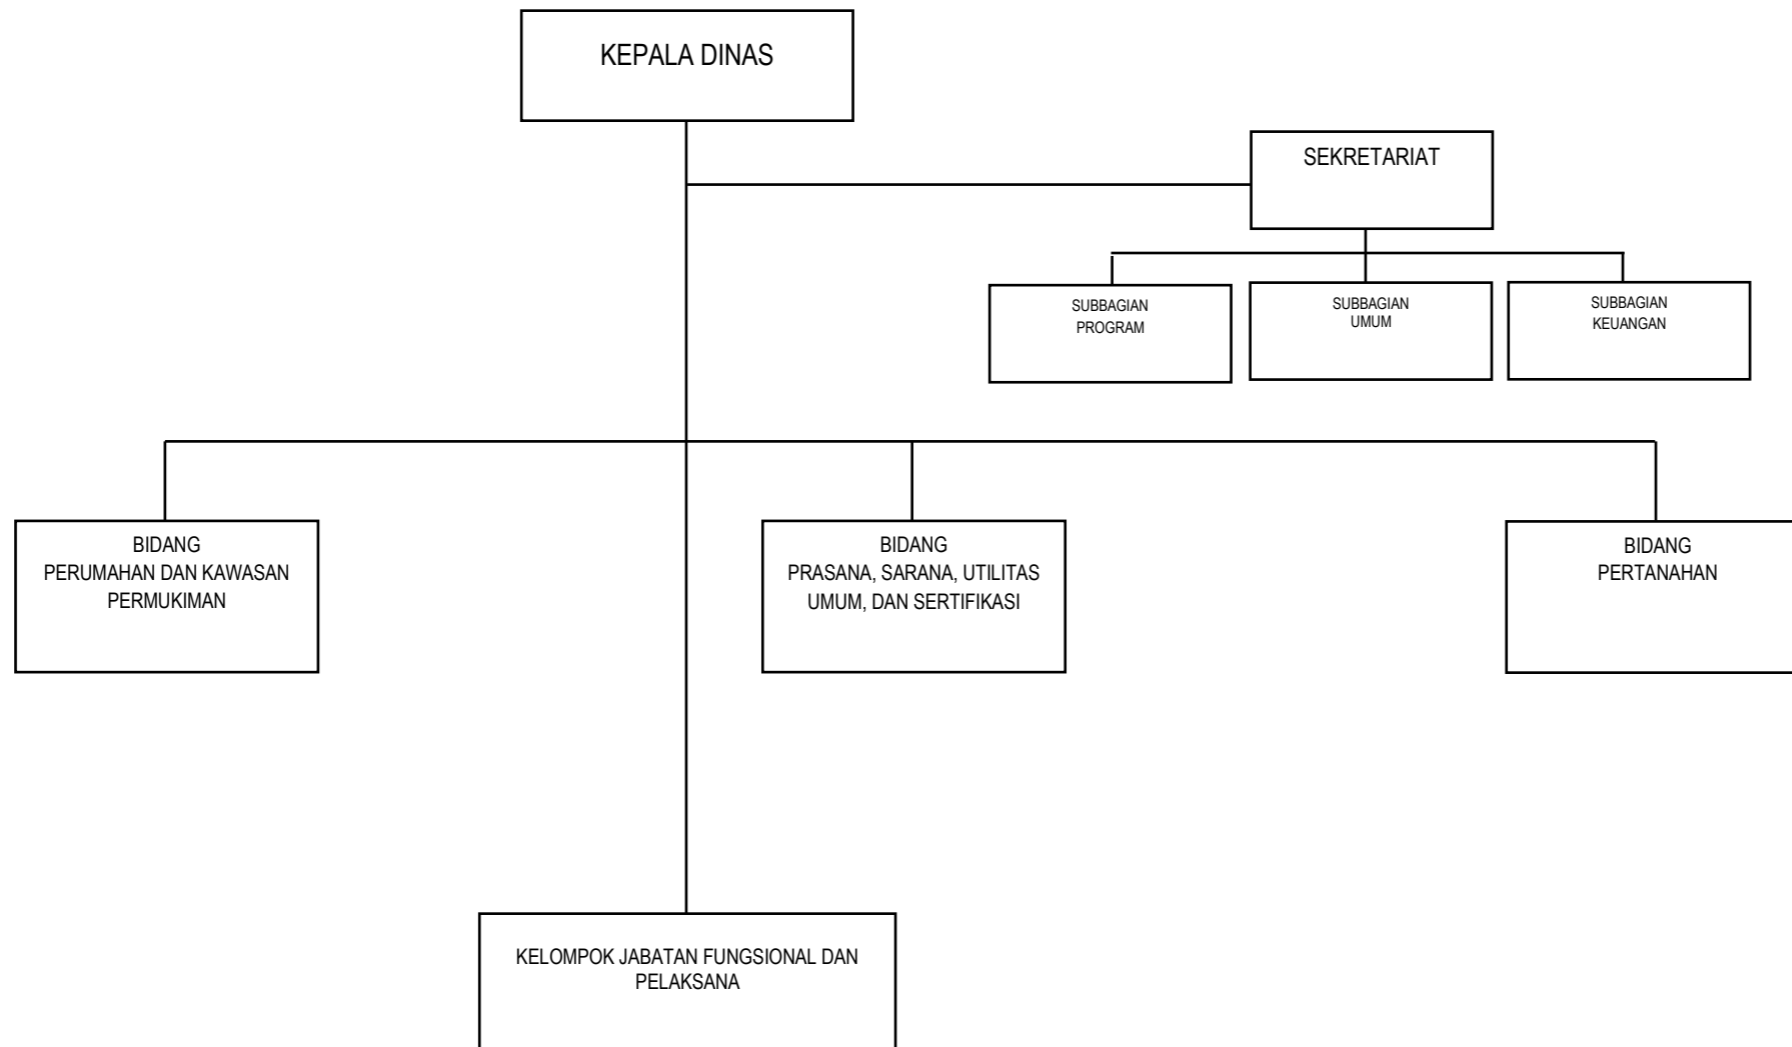 KEPALA DINAS
SEKRETARIAT
SUBBAGIAN
PROGRAM
SUBBAGIAN
UMUM
SUBBAGIAN
KEUANGAN
BIDANG
PERUMAHAN DAN KAWASAN
PERMUKIMAN
BIDANG
PRASANA, SARANA, UTILITAS
UMUM, DAN SERTIFIKASI
BIDANG
PERTANAHAN
KELOMPOK JABATAN FUNGSIONAL DAN
PELAKSANA